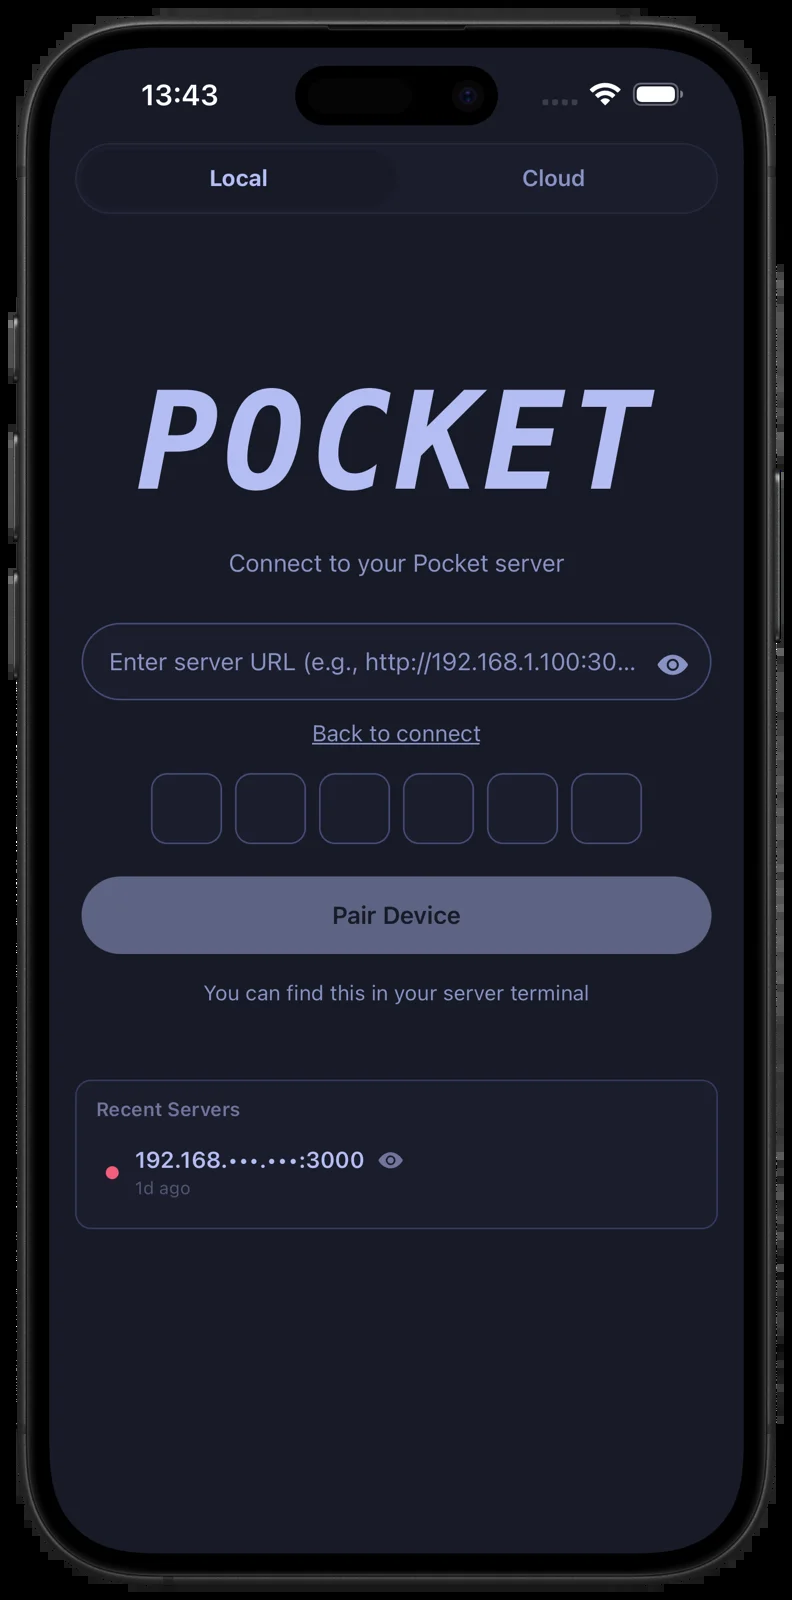 13:43
Local
Cloud
POCKET
Connect to your Pocket server
Enter server URL (e.g., http://192.168.1.100:30...
Back to connect
Pair Device
You can find this in your server terminal
Recent Servers
192.168.•••.•••:3000
1d ago